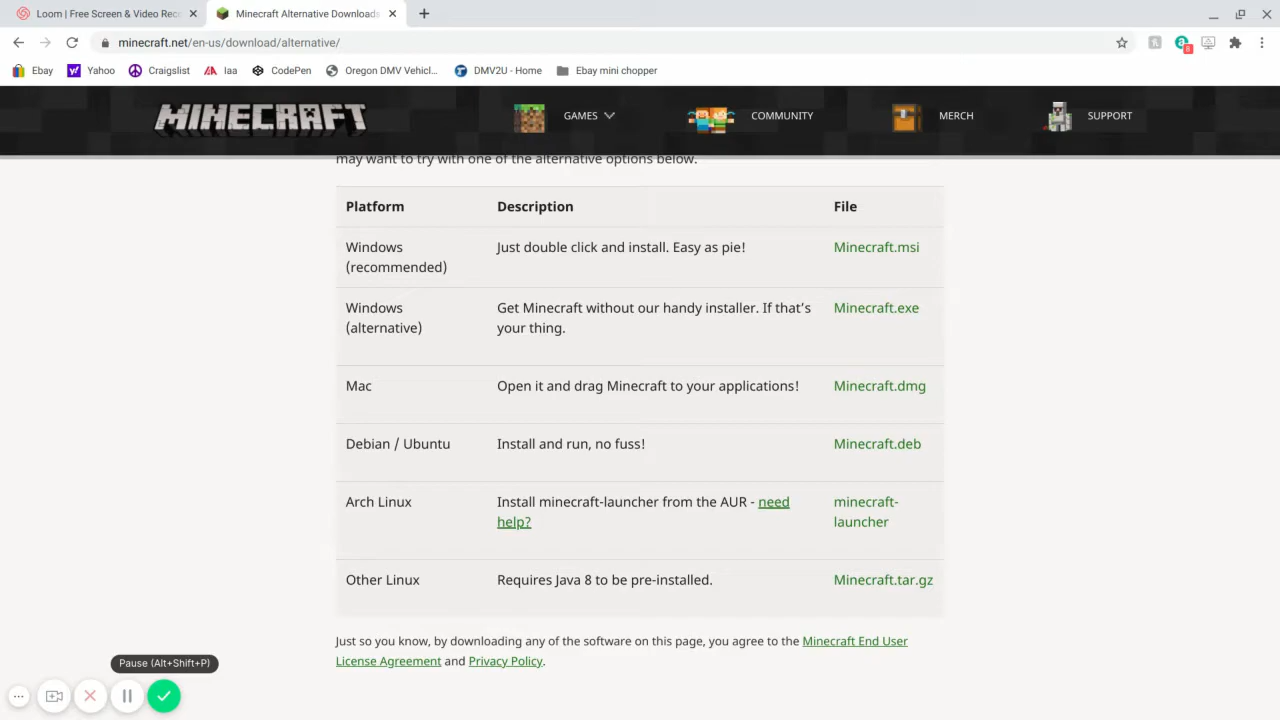 Loom | Free Screen & Video Rec
Minecraft Alternative Downloads
minecraft.net/en-us/download/alternative/
8
Ebay
Yahoo
Craigslist
Iaa
CodePen
Oregon DMV Vehicl...
DMV2U - Home
Ebay mini chopper
MINECRAFT
GAMES
COMMUNITY
MERCH
SUPPORT
may want to try with one of the alternative options below.
Platform Description File
Windows Just double click and install. Easy as pie! Minecraft.msi
(recommended)
Windows Get Minecraft without our handy installer. If that's Minecraft.exe
(alternative) your thing.
Mac Open it and drag Minecraft to your applications! Minecraft.dmg
Debian / Ubuntu Install and run, no fuss! Minecraft.deb
Arch Linux Install minecraft-launcher from the AUR - need minecraft-
help? launcher
Other Linux Requires Java 8 to be pre-installed. Minecraft.tar.gz
Just so you know, by downloading any of the software on this page, you agree to the Minecraft End User
License Agreement and Privacy Policy.
Pause (Alt+Shift+P)